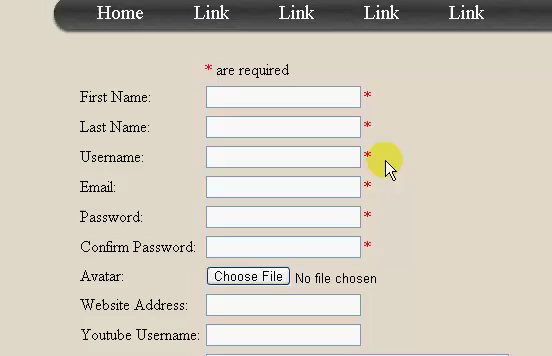 Home Link Link Link Link
* are required
First Name: *
Last Name: *
Username: *
Email: *
Password: *
Confirm Password: *
Avatar: Choose File No file chosen
Website Address:
Youtube Username: